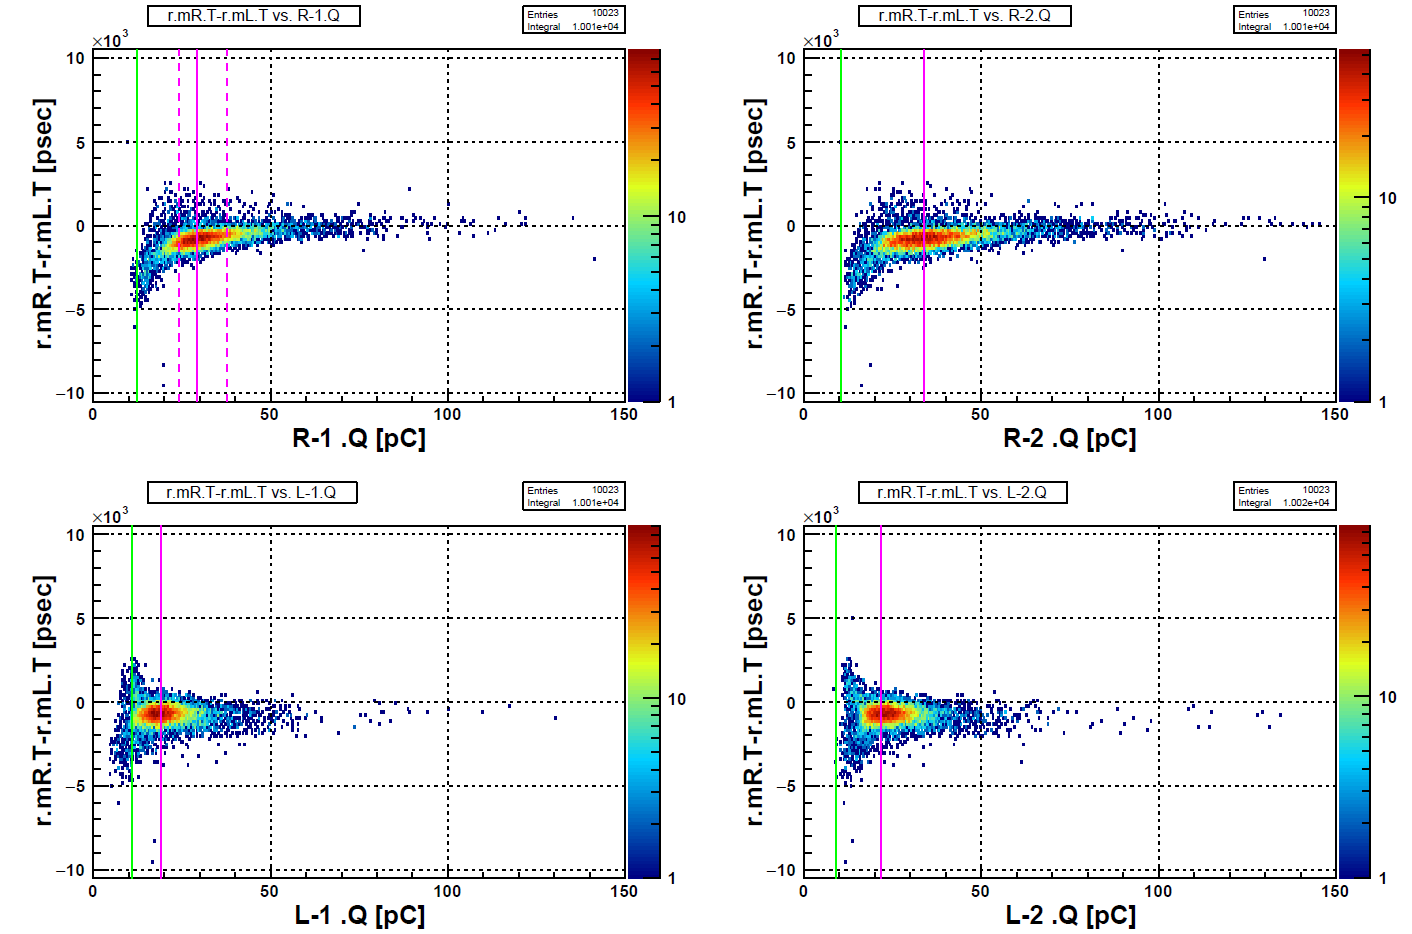 r.mR.T-r.mL.T vs. R-1.Q
Entries 10023
Integral 1.001e+04
×10³
10
5
0
−5
−10
r.mR.T-r.mL.T [psec]
0 50 100 150
R-1 .Q [pC]
10
1
r.mR.T-r.mL.T vs. R-2.Q
Entries 10023
Integral 1.001e+04
×10³
10
5
0
−5
−10
r.mR.T-r.mL.T [psec]
0 50 100 150
R-2 .Q [pC]
10
1
r.mR.T-r.mL.T vs. L-1.Q
Entries 10023
Integral 1.001e+04
×10³
10
5
0
−5
−10
r.mR.T-r.mL.T [psec]
0 50 100 150
L-1 .Q [pC]
10
1
r.mR.T-r.mL.T vs. L-2.Q
Entries 10023
Integral 1.002e+04
×10³
10
5
0
−5
−10
r.mR.T-r.mL.T [psec]
0 50 100 150
L-2 .Q [pC]
10
1